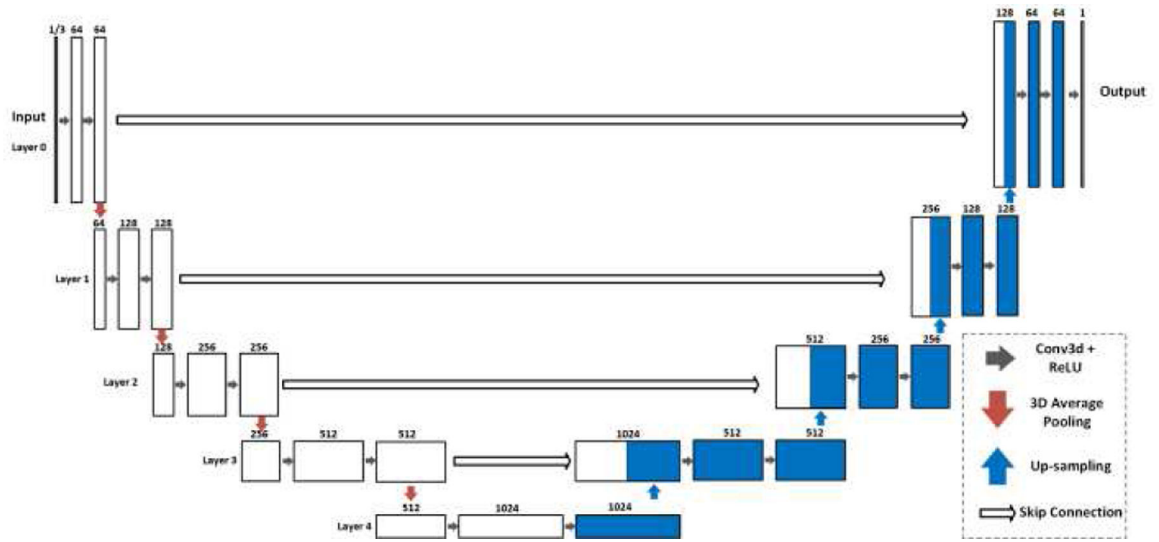 1/3 64 64
128 64 64 1
Input
Output
Layer 0
64 128 128
256 128 128
Layer 1
128 256 256
512 256 256
Layer 2
256 512 512
1024 512 512
Layer 3
512 1024 1024
Layer 4
Conv3d +
ReLU
3D Average
Pooling
Up-sampling
Skip Connection